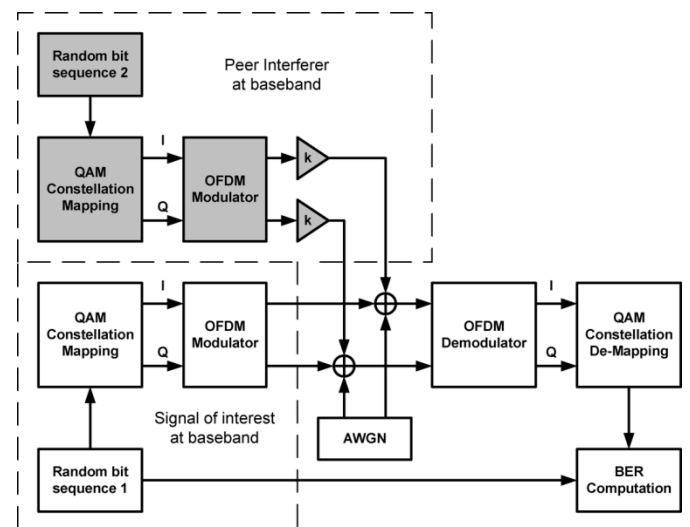 Random bit
sequence 2
Peer Interferer
at baseband
QAM
Constellation
Mapping
I
Q
OFDM
Modulator
k
k
QAM
Constellation
Mapping
I
Q
OFDM
Modulator
OFDM
Demodulator
I
Q
QAM
Constellation
De-Mapping
Signal of interest
at baseband
AWGN
Random bit
sequence 1
BER
Computation